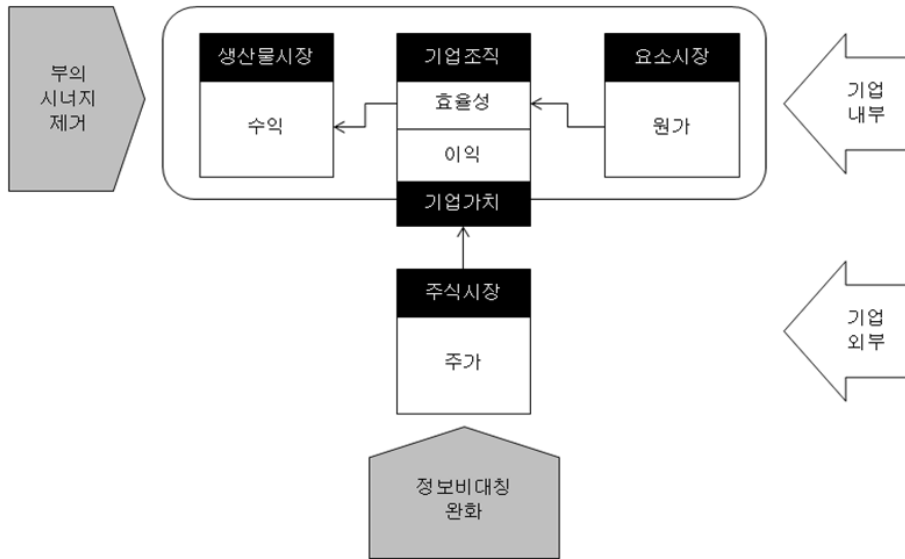 부의
시너지
제거
생산물시장
수익
기업조직
효율성
이익
기업가치
요소시장
원가
기업
내부
주식시장
주가
기업
외부
정보비대칭
완화